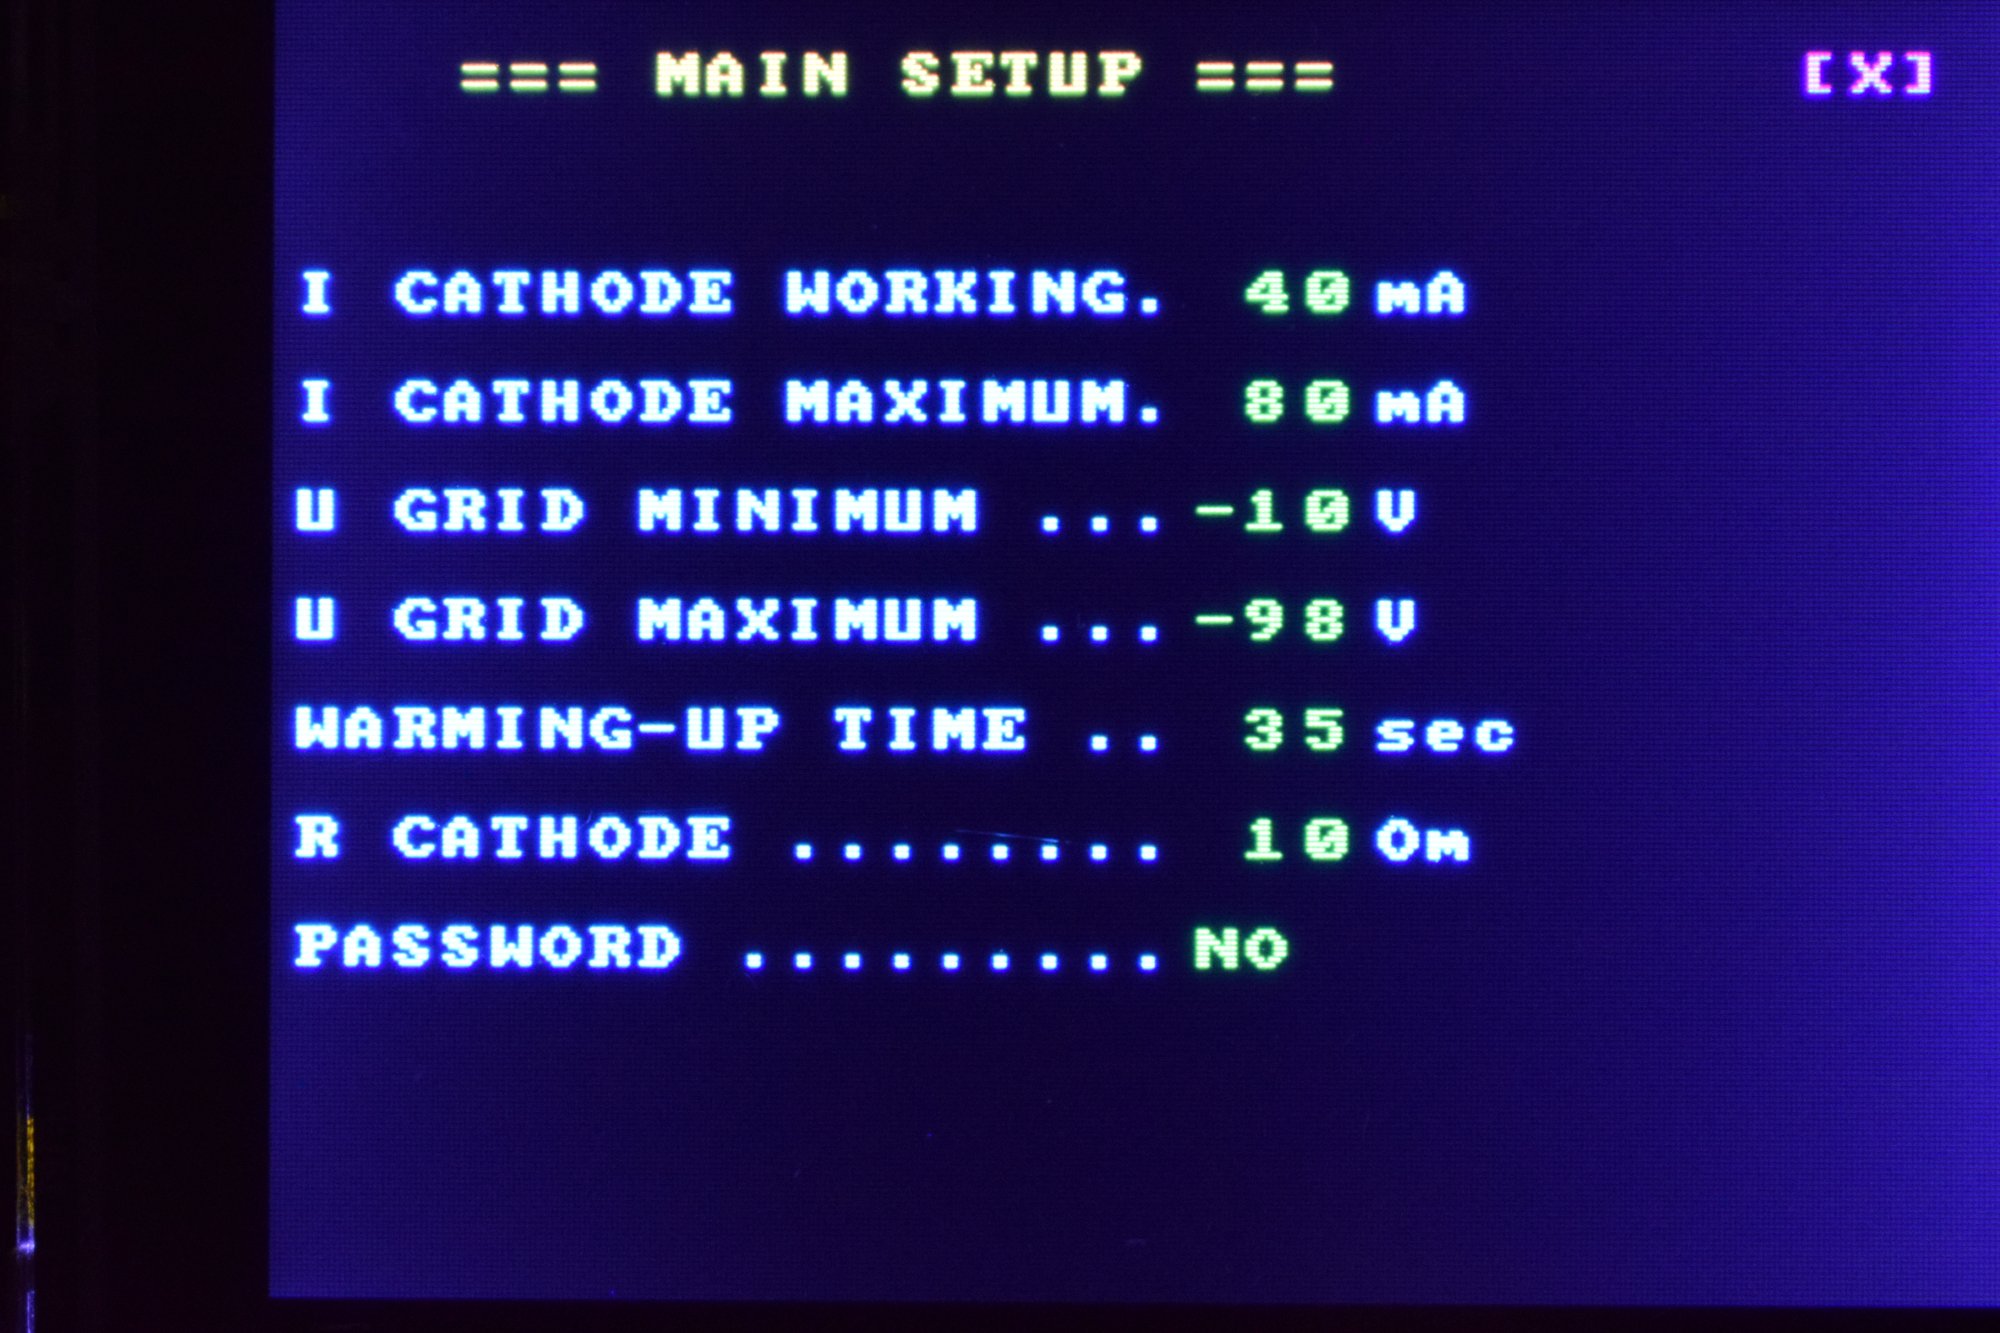 === MAIN SETUP === [X]
I CATHODE WORKING. 40 mA
I CATHODE MAXIMUM. 80 mA
U GRID MINIMUM ...-10 V
U GRID MAXIMUM ...-98 V
WARMING-UP TIME .. 35 sec
R CATHODE ........ 10 Om
PASSWORD .........NO